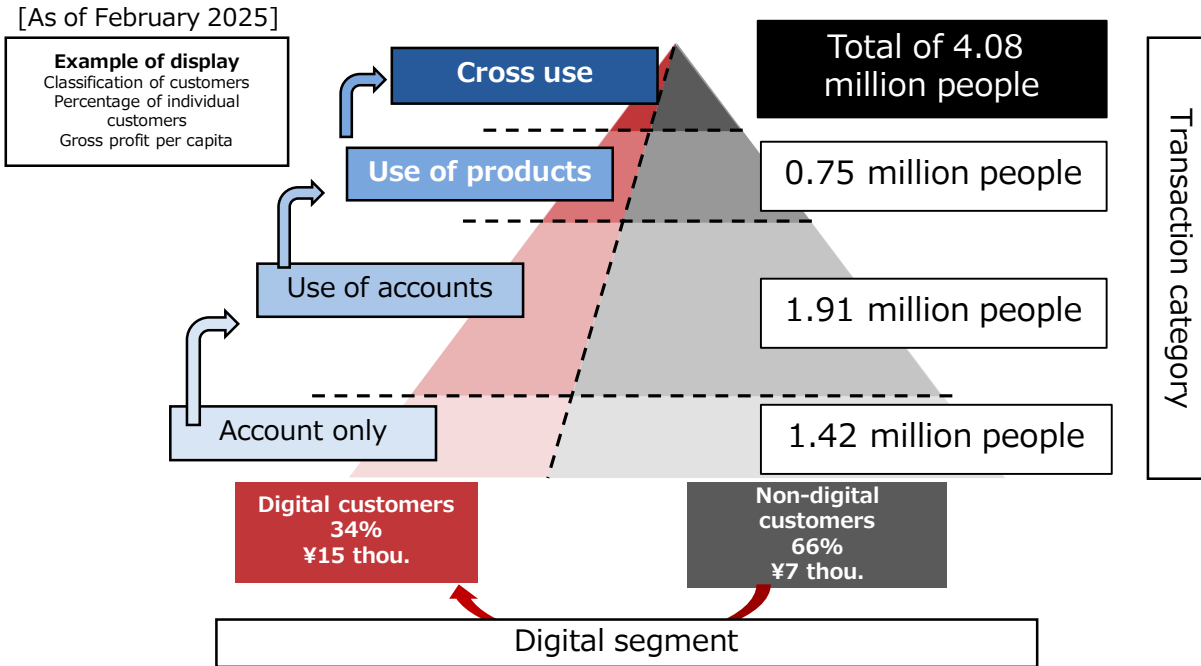 [As of February 2025]
Example of display
Classification of customers
Percentage of individual
customers
Gross profit per capita
Cross use
Total of 4.08
million people
Use of products
0.75 million people
Use of accounts
1.91 million people
Account only
1.42 million people
Transaction category
Digital customers
34%
¥15 thou.
Non-digital
customers
66%
¥7 thou.
Digital segment